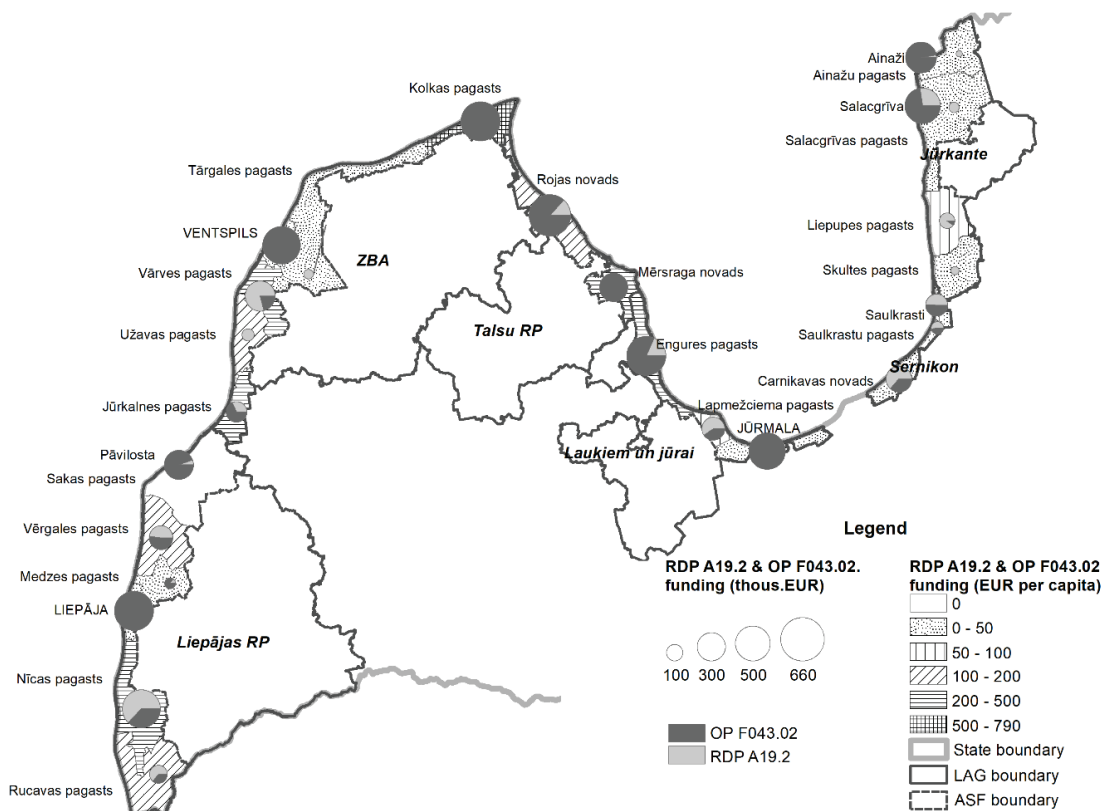 Ainaži
Ainažu pagasts
Kolkas pagasts
Salacgrīva
Salacgrīvas pagasts
Jūrkante
Tārgales pagasts
Rojas novads
Liepupes pagasts
VENTSPILS
ZBA
Vārves pagasts
Mērsraga novads
Skultes pagasts
Saulkrasti
Užavas pagasts
Talsu RP
Saulkrastu pagasts
Engures pagasts
Sernikon
Carnikavas novads
Jūrkalnes pagasts
Lapmežciema pagasts
JŪRMALA
Pāvilosta
Laukiem un jūrai
Sakas pagasts
Vērgales pagasts
Medzes pagasts
LIEPĀJA
Liepājas RP
Nīcas pagasts
Rucavas pagasts
Legend
RDP A19.2 & OP F043.02.
funding (thous.EUR)
100 300 500 660
OP F043.02
RDP A19.2
RDP A19.2 & OP F043.02
funding (EUR per capita)
0
0 - 50
50 - 100
100 - 200
200 - 500
500 - 790
State boundary
LAG boundary
ASF boundary